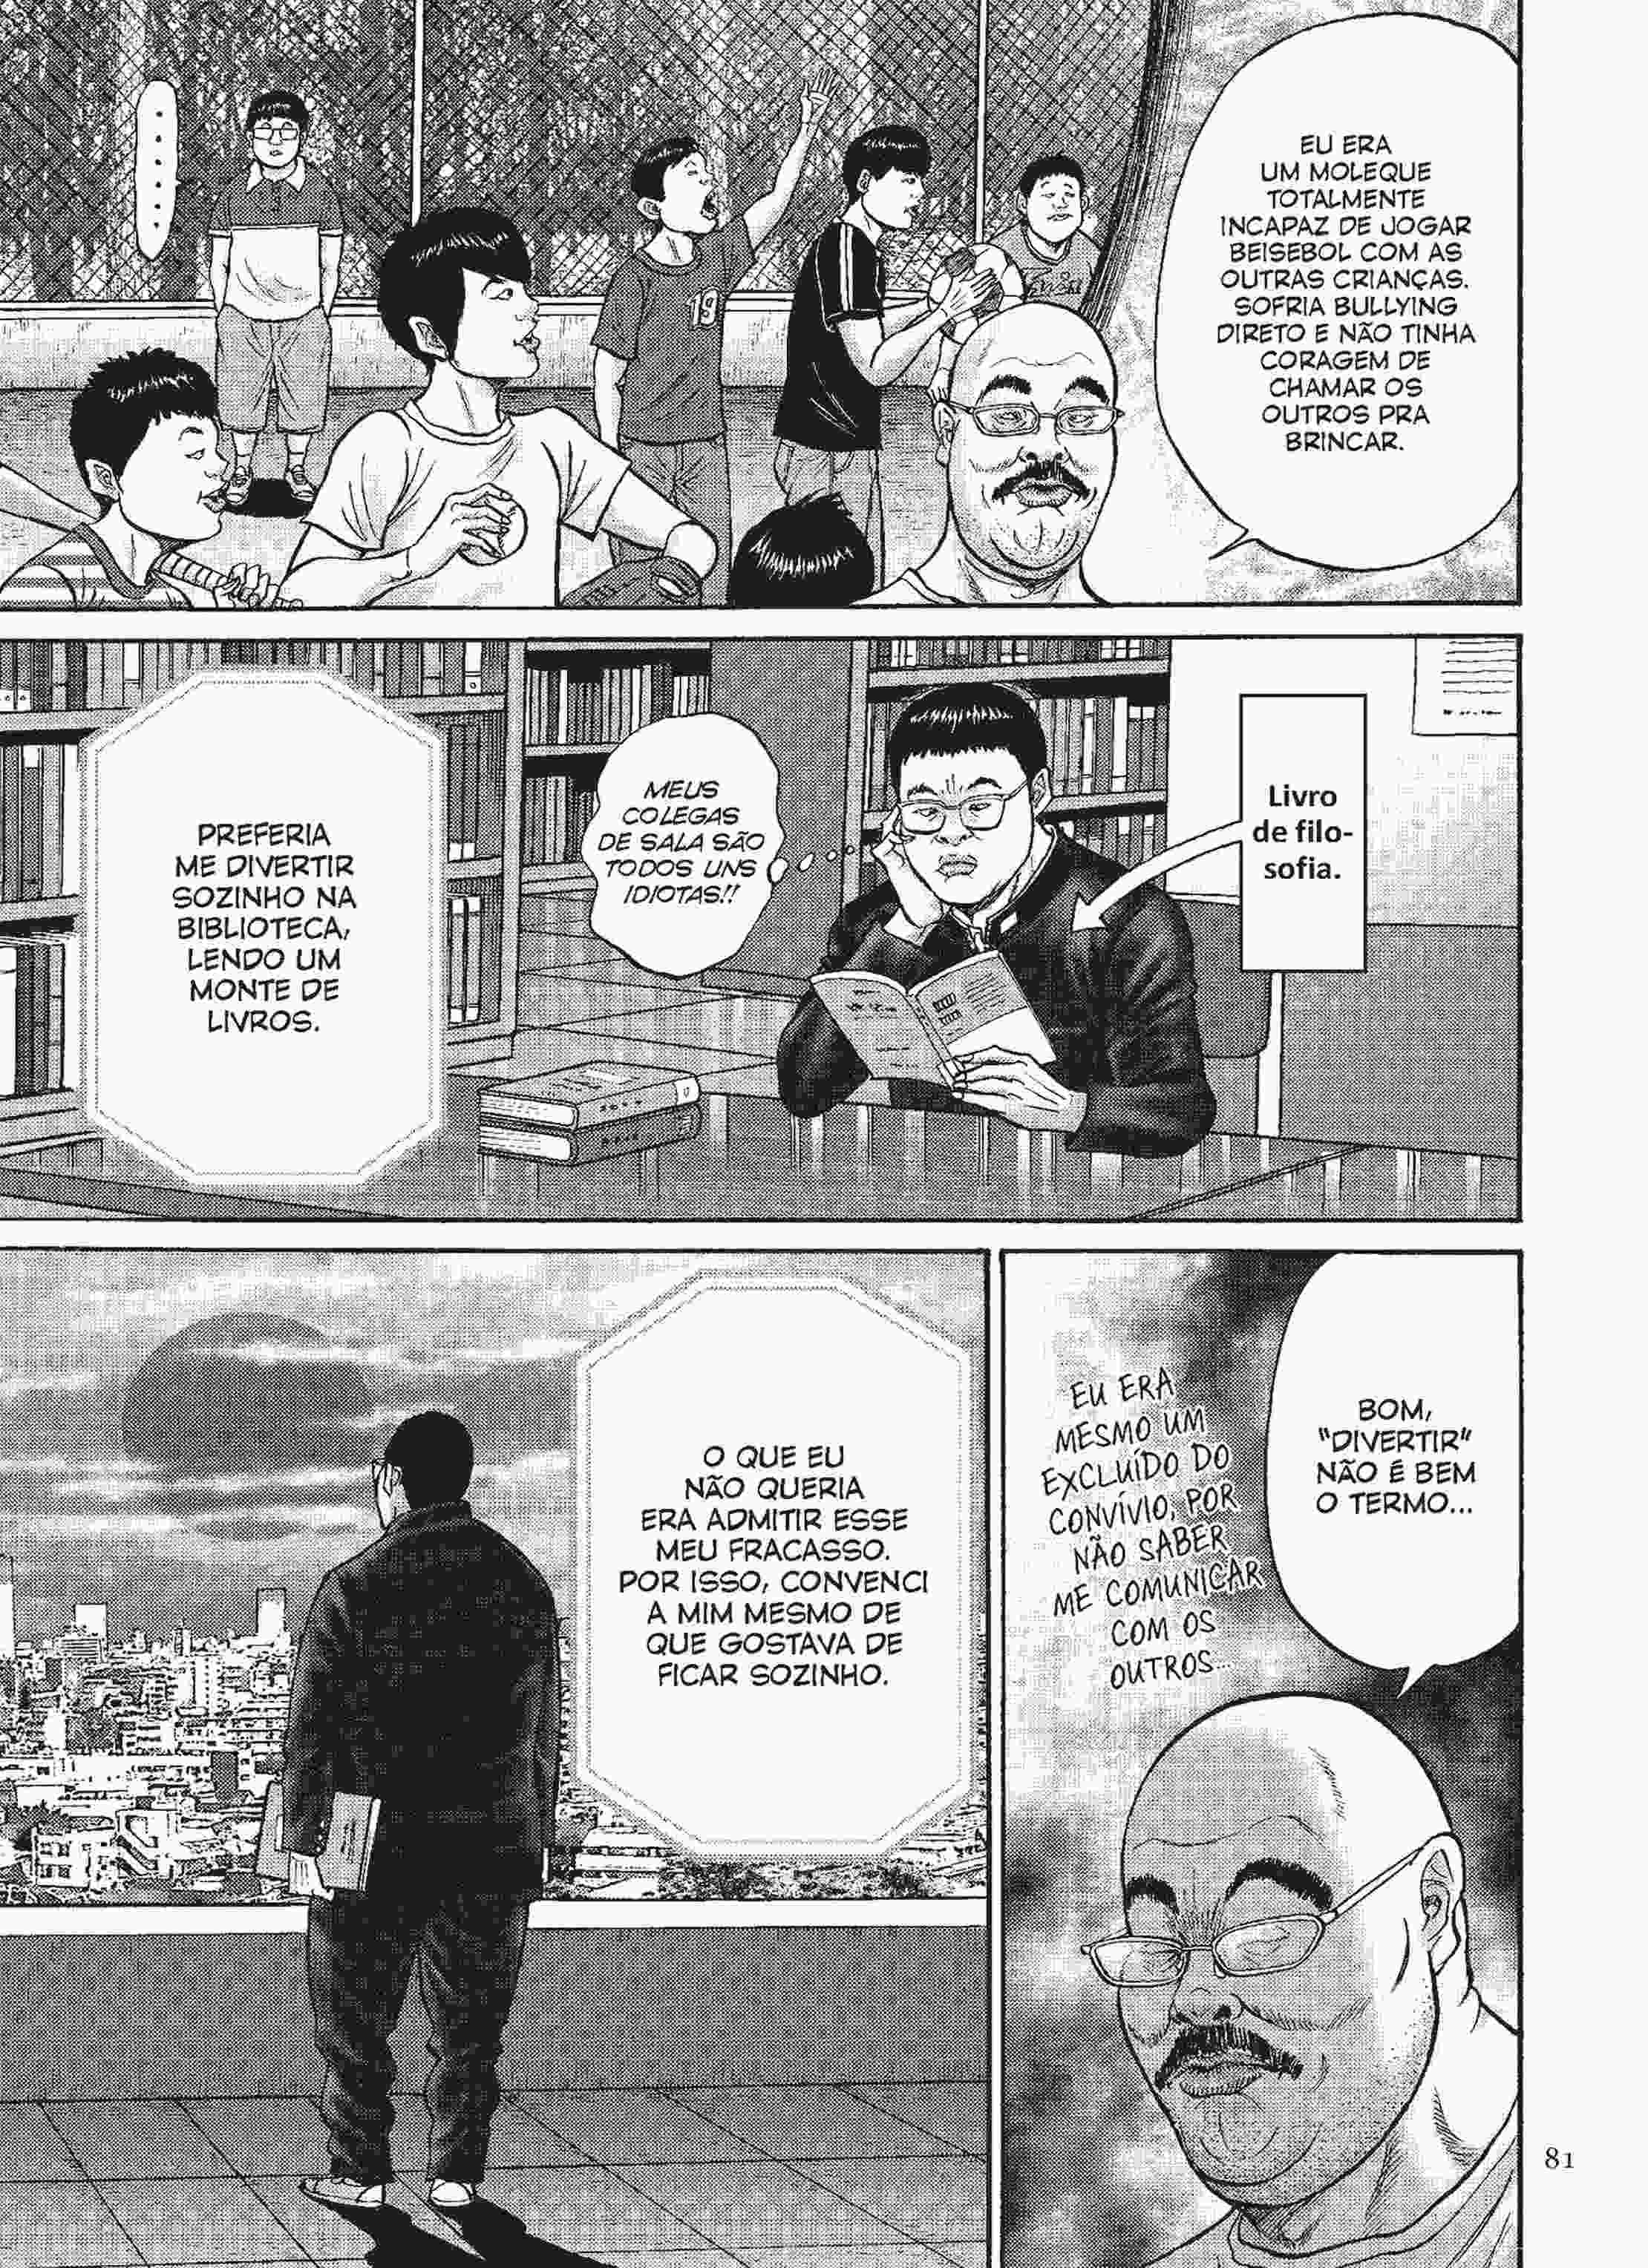 EU ERA
UM MOLEQUE
TOTALMENTE
INCAPAZ DE JOGAR
BEISEBOL COM AS
OUTRAS CRIANÇAS.
SOFRIA BULLYING
DIRETO E NÃO TINHA
CORAGEM DE
CHAMAR OS
OUTROS PRA
BRINCAR.
......
19
Livro
de filo-
sofia.
MEUS
COLEGAS
DE SALA SÃO
TODOS UNS
IDIOTAS!!
PREFERIA
ME DIVERTIR
SOZINHO NA
BIBLIOTECA,
LENDO UM
MONTE DE
LIVROS.
BOM,
“DIVERTIR”
NÃO É BEM
O TERMO...
EU ERA
MESMO UM
EXCLUÍDO DO
CONVÍVIO, POR
NÃO SABER
ME COMUNICAR
COM OS
OUTROS...
O QUE EU
NÃO QUERIA
ERA ADMITIR ESSE
MEU FRACASSO.
POR ISSO, CONVENCI
A MIM MESMO DE
QUE GOSTAVA DE
FICAR SOZINHO.
81